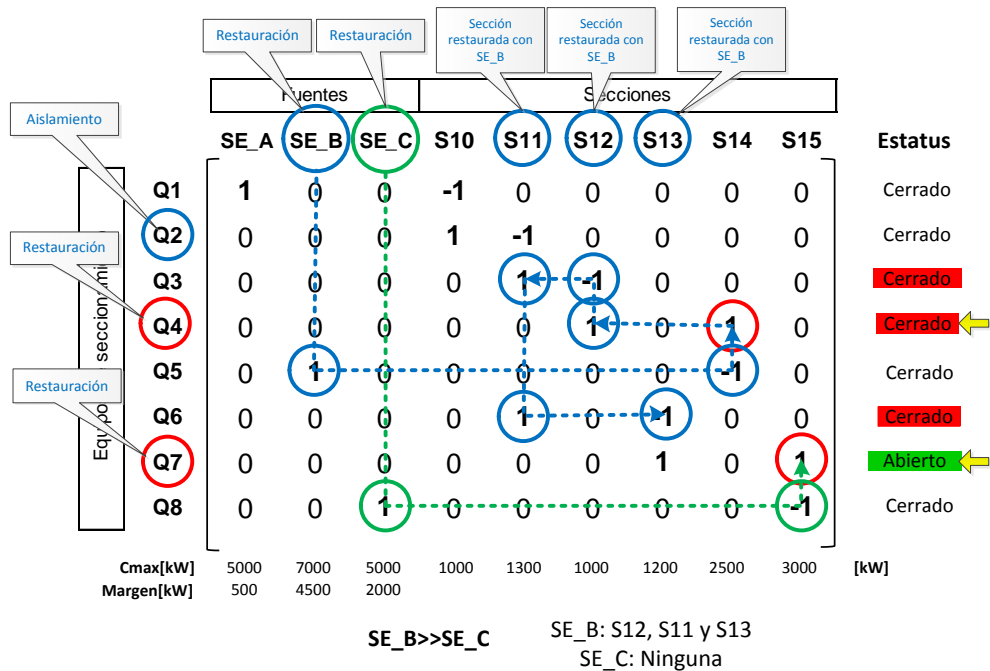 Restauración Restauración Sección restaurada con SE_B Sección restaurada con SE_B Sección restaurada con SE_B
Aislamiento
Fuentes Secciones
SE_A SE_B SE_C S10 S11 S12 S13 S14 S15 Estatus
Q1 1 0 0 -1 0 0 0 0 0 Cerrado
Q2 0 0 0 1 -1 0 0 0 0 Cerrado
Restauración
Q3 0 0 0 0 1 -1 0 0 0 Cerrado
Q4 0 0 0 0 0 1 0 1 0 Cerrado
Q5 0 1 0 0 0 0 0 -1 0 Cerrado
Restauración
Q6 0 0 0 0 1 0 -1 0 0 Cerrado
Q7 0 0 0 0 0 0 1 0 1 Abierto
Q8 0 0 1 0 0 0 0 0 -1 Cerrado
Cmax[kW] 5000 7000 5000 1000 1300 1000 1200 2500 3000 [kW]
Margen[kW] 500 4500 2000
SE_B>>SE_C
SE_B: S12, S11 y S13
SE_C: Ninguna